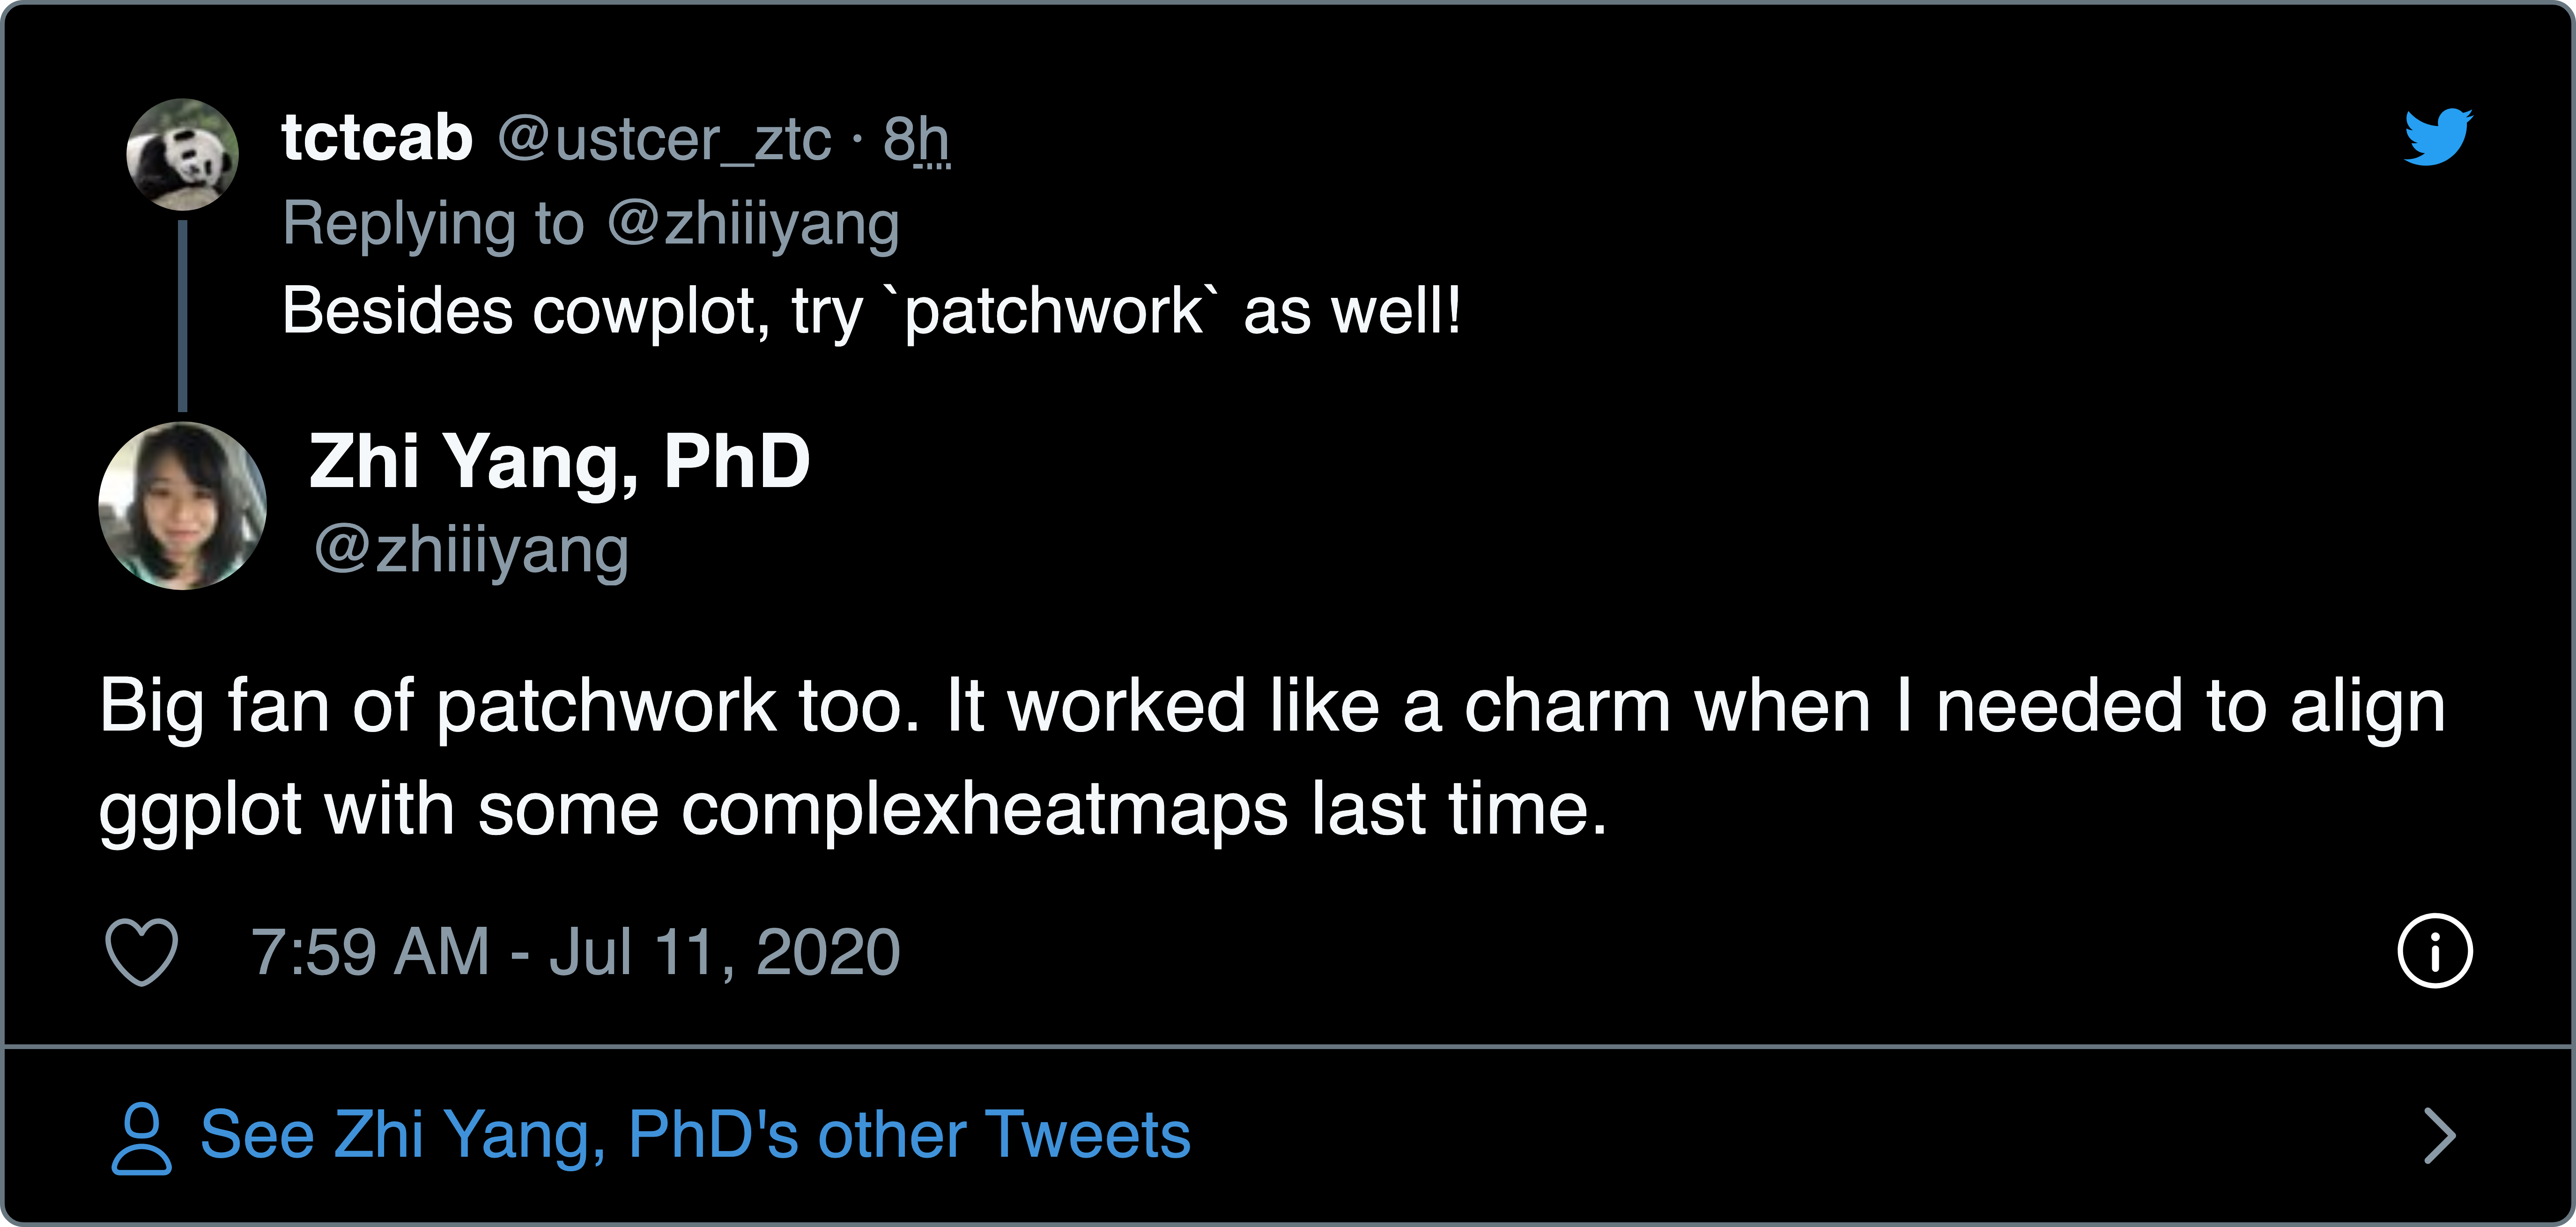 tctcab @ustcer_ztc · 8h
Replying to @zhiiiyang
Besides cowplot, try `patchwork` as well!
Zhi Yang, PhD
@zhiiiyang
Big fan of patchwork too. It worked like a charm when I needed to align
ggplot with some complexheatmaps last time.
7:59 AM - Jul 11, 2020
See Zhi Yang, PhD's other Tweets